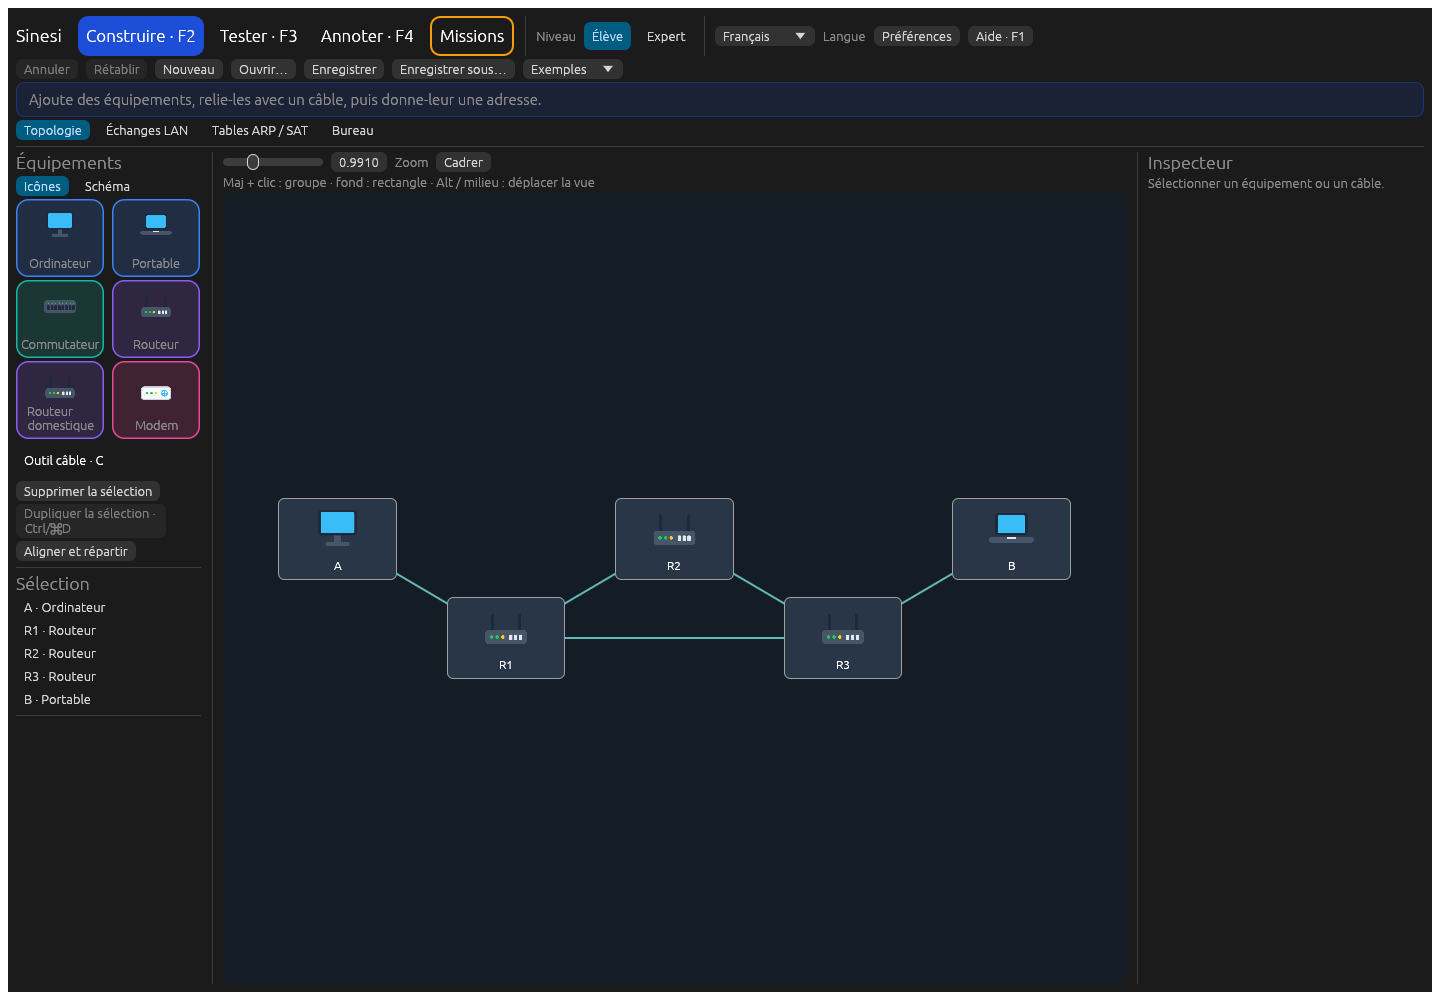 Sinesi Construire · F2 Tester · F3 Annoter · F4 Missions Niveau Élève Expert Français Langue Préférences Aide · F1
Annuler Rétablir Nouveau Ouvrir... Enregistrer Enregistrer sous... Exemples
Ajoute des équipements, relie-les avec un câble, puis donne-leur une adresse.
Topologie Échanges LAN Tables ARP / SAT Bureau
Équipements
Icônes Schéma
Ordinateur Portable
Commutateur Routeur
Routeur
domestique Modem
Outil câble · C
Supprimer la sélection
Dupliquer la sélection ·
Ctrl/⌘D
Aligner et répartir
Sélection
A · Ordinateur
R1 · Routeur
R2 · Routeur
R3 · Routeur
B · Portable
0.9910 Zoom Cadrer
Maj + clic : groupe · fond : rectangle · Alt / milieu : déplacer la vue
A
R2
B
R1
R3
Inspecteur
Sélectionner un équipement ou un câble.